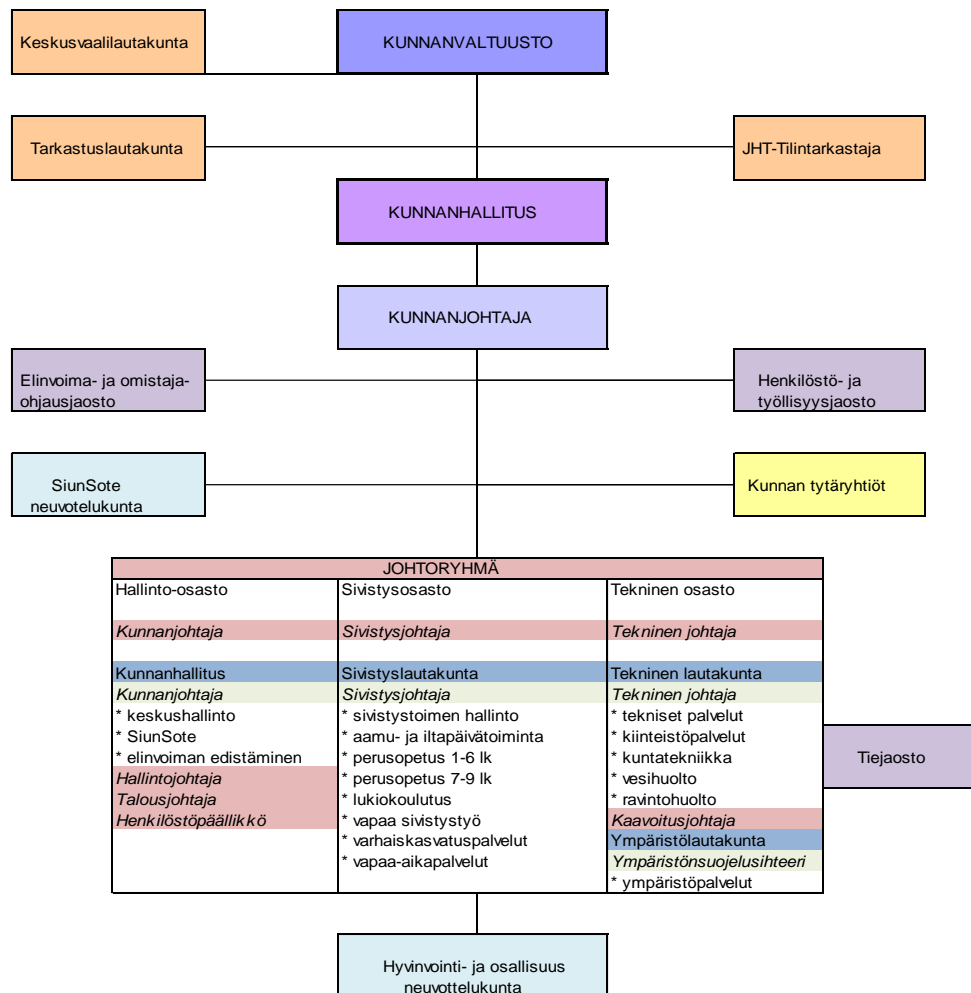 Keskusvaalilautakunta
KUNNANVALTUUSTO
Tarkastuslautakunta
JHT-Tilintarkastaja
KUNNANHALLITUS
KUNNANJOHTAJA
Elinvoima- ja omistaja-
ohjausjaosto
Henkilöstö- ja
työllisyysjaosto
SiunSote
neuvotelukunta
Kunnan tytäryhtiöt
JOHTORYHMÄ
Hallinto-osasto
Kunnanjohtaja
Kunnanhallitus
Kunnanjohtaja
* keskushallinto
* SiunSote
* elinvoiman edistäminen
Hallintojohtaja
Talousjohtaja
Henkilöstöpäällikkö
Sivistysosasto
Sivistysjohtaja
Sivistyslautakunta
Sivistysjohtaja
* sivistystoimen hallinto
* aamu- ja iltapäivätoiminta
* perusopetus 1-6 lk
* perusopetus 7-9 lk
* lukiokoulutus
* vapaa sivistystyö
* varhaiskasvatuspalvelut
* vapaa-aikapalvelut
Tekninen osasto
Tekninen johtaja
Tekninen lautakunta
Tekninen johtaja
* tekniset palvelut
* kiinteistöpalvelut
* kuntatekniikka
* vesihuolto
* ravintohuolto
Kaavoitusjohtaja
Ympäristölautakunta
Ympäristönsuojelusihteeri
* ympäristöpalvelut
Tiejaosto
Hyvinvointi- ja osallisuus
neuvottelukunta